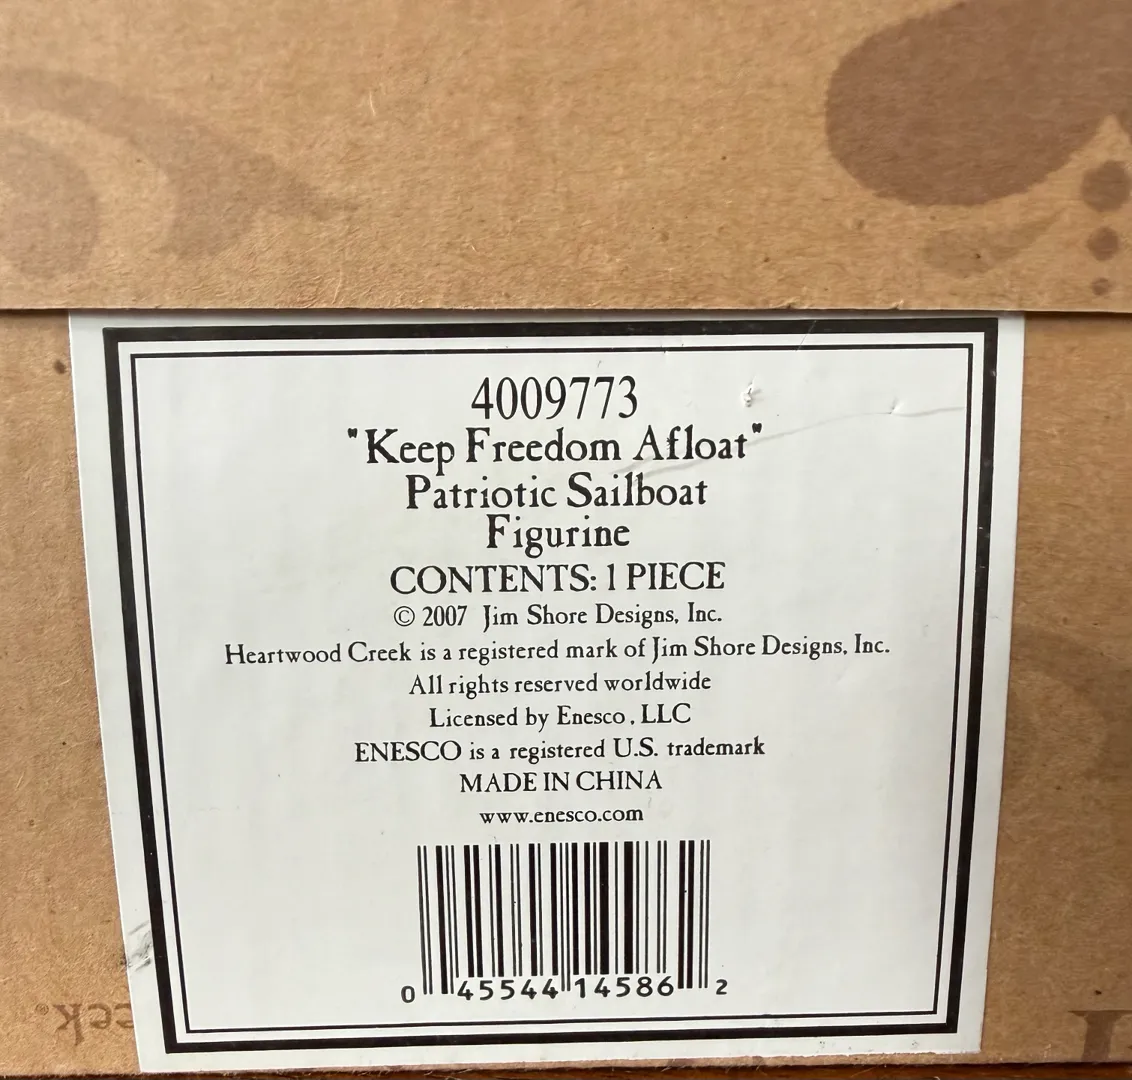 4009773
"Keep Freedom Afloat"
Patriotic Sailboat
Figurine
CONTENTS: 1 PIECE
© 2007 Jim Shore Designs, Inc.
Heartwood Creek is a registered mark of Jim Shore Designs, Inc.
All rights reserved worldwide
Licensed by Enesco, LLC
ENESCO is a registered U.S. trademark
MADE IN CHINA
www.enesco.com
0 45544 14586 2